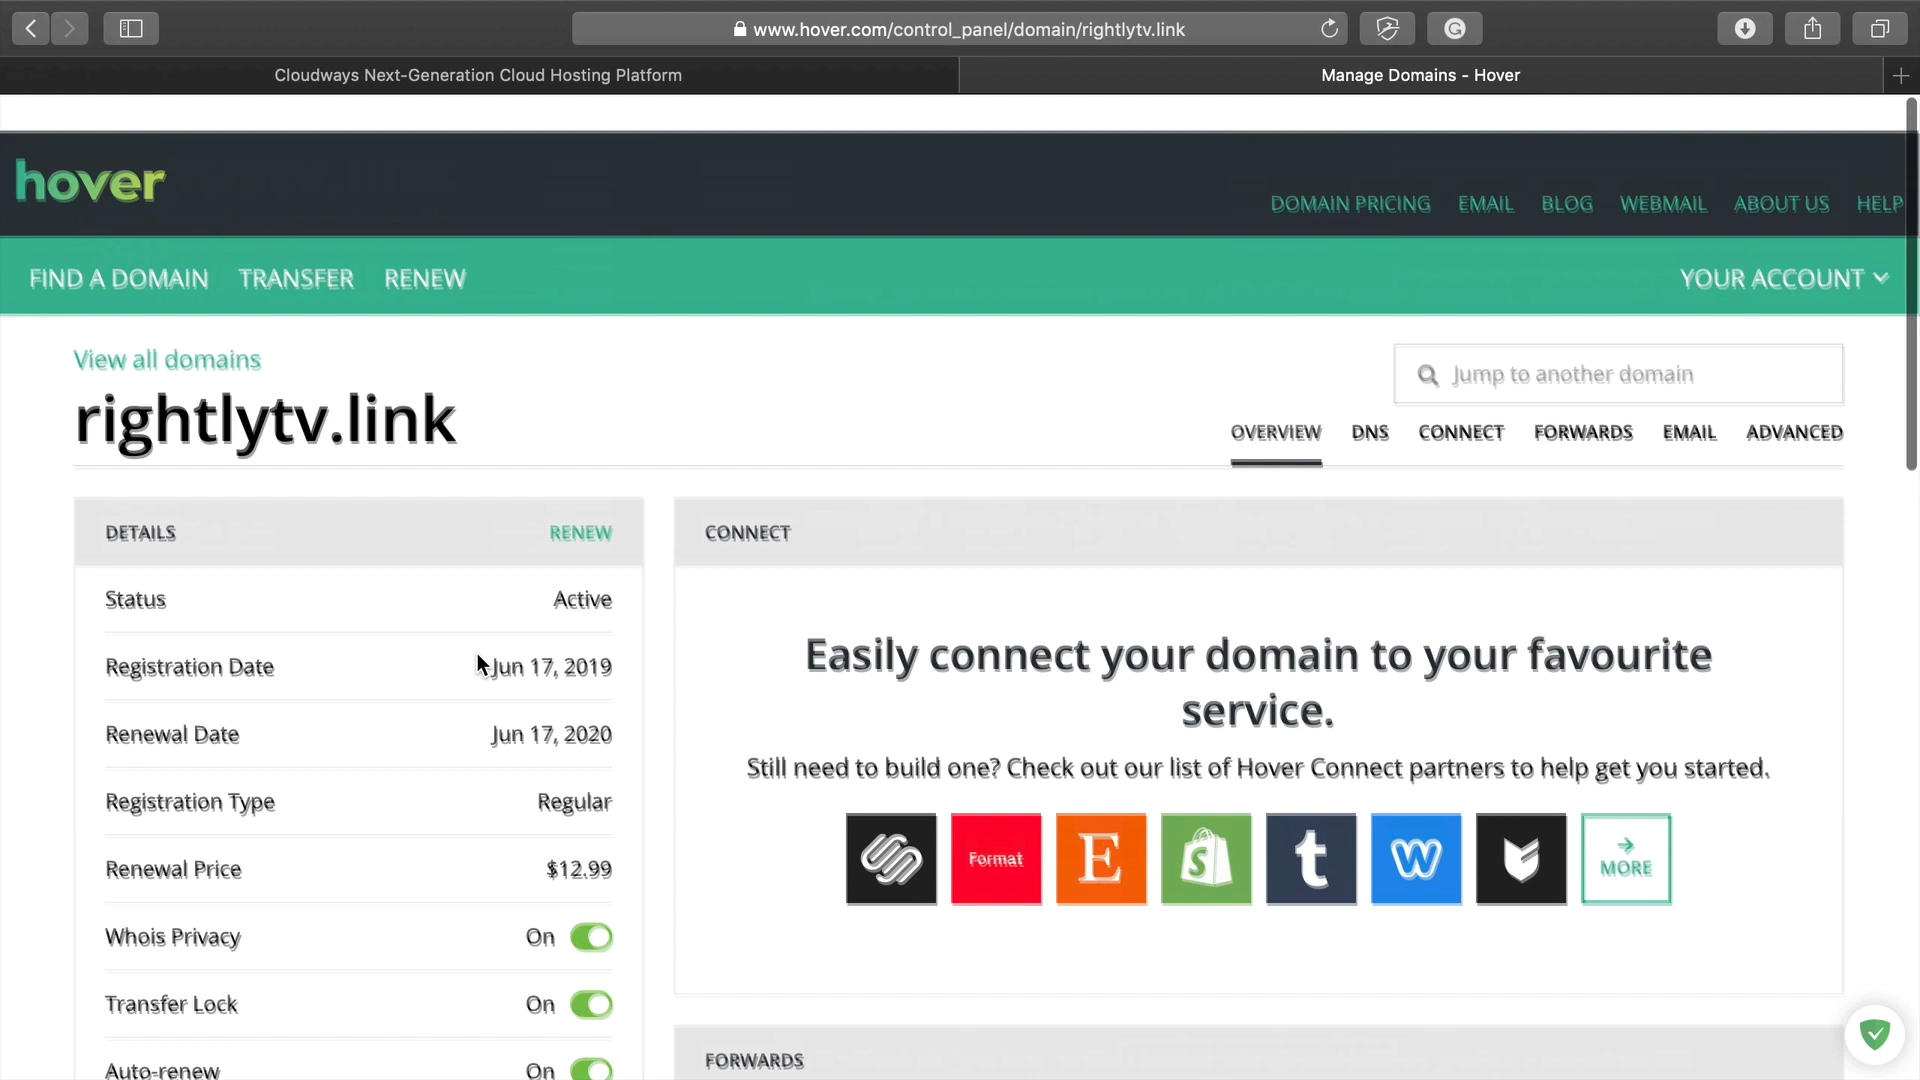 www.hover.com/control_panel/domain/rightlytv.link
Cloudways Next-Generation Cloud Hosting Platform
Manage Domains - Hover
hover
DOMAIN PRICING EMAIL BLOG WEBMAIL ABOUT US HELP
FIND A DOMAIN TRANSFER RENEW
YOUR ACCOUNT
View all domains
Jump to another domain
rightlytv.link
OVERVIEW DNS CONNECT FORWARDS EMAIL ADVANCED
DETAILS RENEW
Status Active
Registration Date Jun 17, 2019
Renewal Date Jun 17, 2020
Registration Type Regular
Renewal Price $12.99
Whois Privacy On
Transfer Lock On
Auto-renew On
CONNECT
Easily connect your domain to your favourite
service.
Still need to build one? Check out our list of Hover Connect partners to help get you started.
Format E S t W MORE
FORWARDS